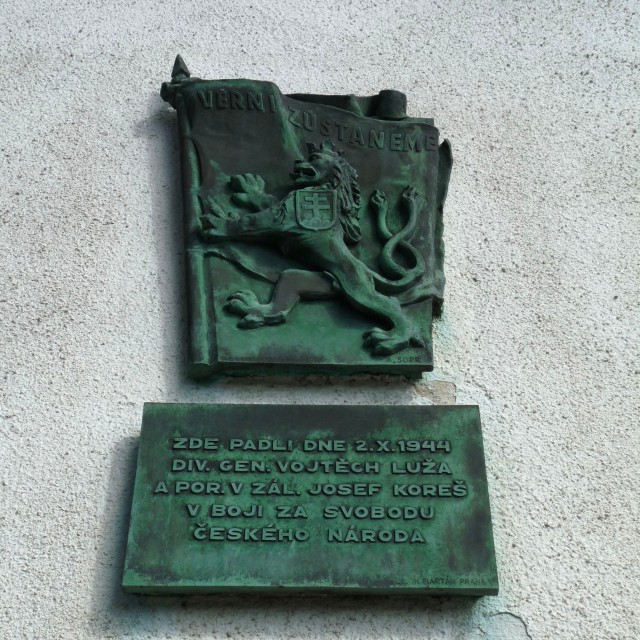 VĚRNI ZŮSTANEME
ZDE PADLI DNE 2.X.1944
DIV. GEN. VOJTĚCH LUŽA
A POR. V ZÁL. JOSEF KOREŠ
V BOJI ZA SVOBODU
ČESKÉHO NÁRODA